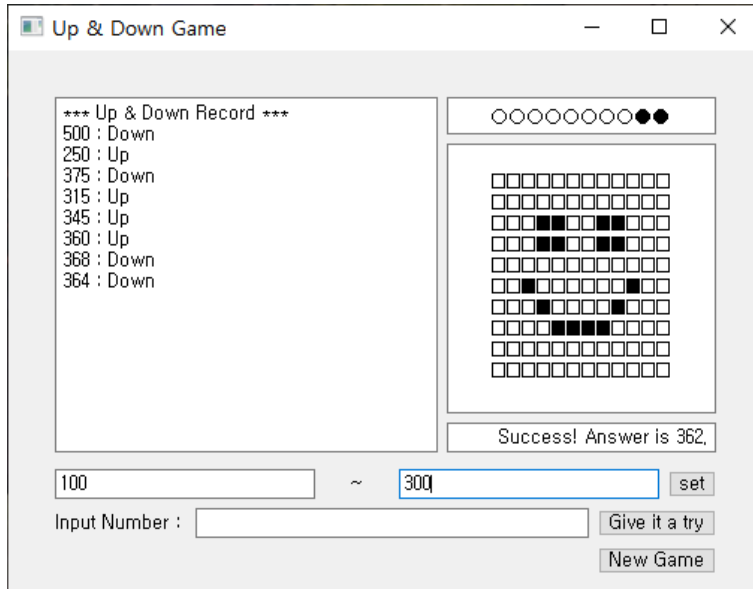 Up & Down Game
*** Up & Down Record ***
500 : Down
250 : Up
375 : Down
315 : Up
345 : Up
360 : Up
368 : Down
364 : Down
○○○○○○○○●●
□□□□□□□□□□□□
□□□□□□□□□□□□
□□□■■□□■■□□□
□□□■■□□■■□□□
□□□□□□□□□□□□
□□■□□□□□□■□□
□□□■□□□□■□□□
□□□□■■■■□□□□
□□□□□□□□□□□□
□□□□□□□□□□□□
Success! Answer is 362,
100 ~ 300 set
Input Number : Give it a try
New Game